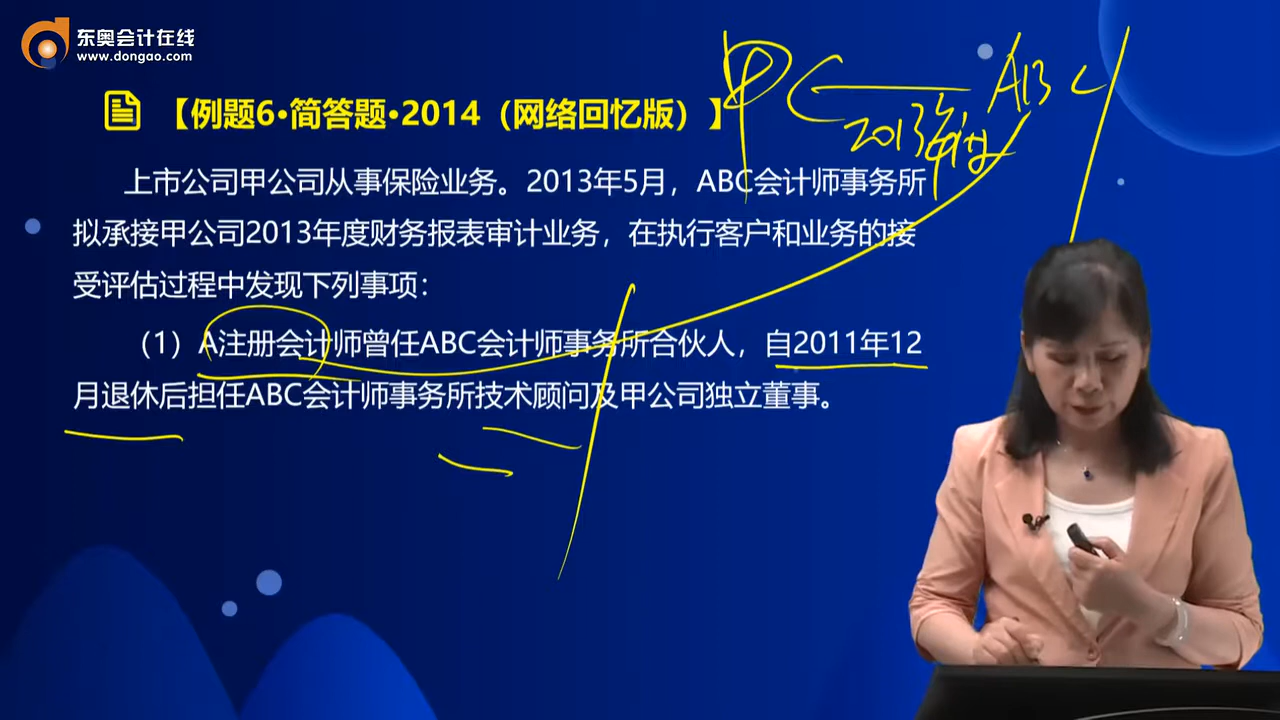 东奥会计在线
www.dongao.com
【例题6•简答题•2014（网络回忆版）】
甲 ABC
2013年
上市公司甲公司从事保险业务。2013年5月，ABC会计师事务所
拟承接甲公司2013年度财务报表审计业务，在执行客户和业务的接
受评估过程中发现下列事项：
（1）A注册会计师曾任ABC会计师事务所合伙人，自2011年12
月退休后担任ABC会计师事务所技术顾问及甲公司独立董事。